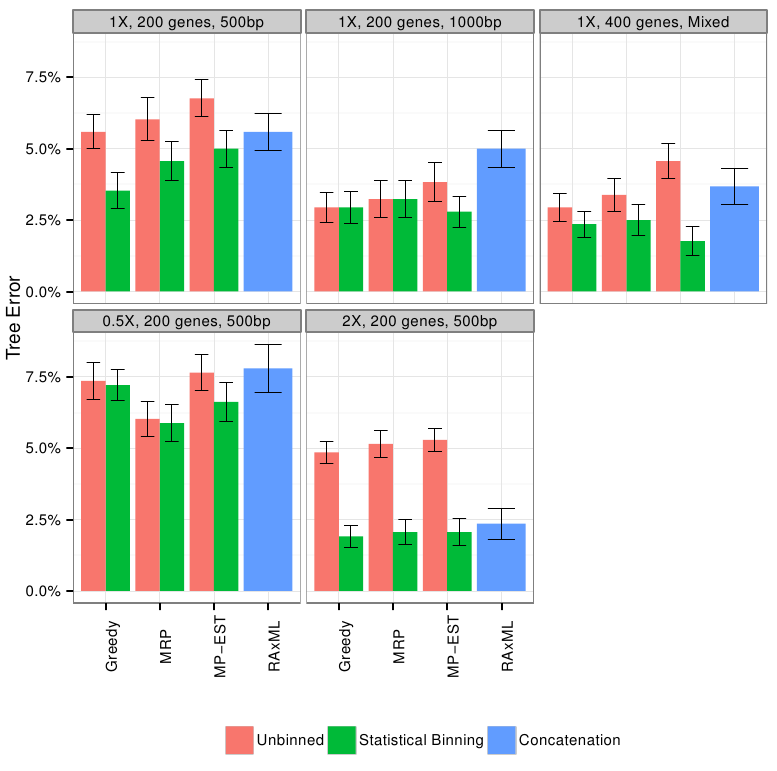 1X, 200 genes, 500bp
1X, 200 genes, 1000bp
1X, 400 genes, Mixed
7.5%
5.0%
2.5%
0.0%
Tree Error
0.5X, 200 genes, 500bp
2X, 200 genes, 500bp
7.5%
5.0%
2.5%
0.0%
Greedy
MRP
MP−EST
RAxML
Greedy
MRP
MP−EST
RAxML
Unbinned
Statistical Binning
Concatenation